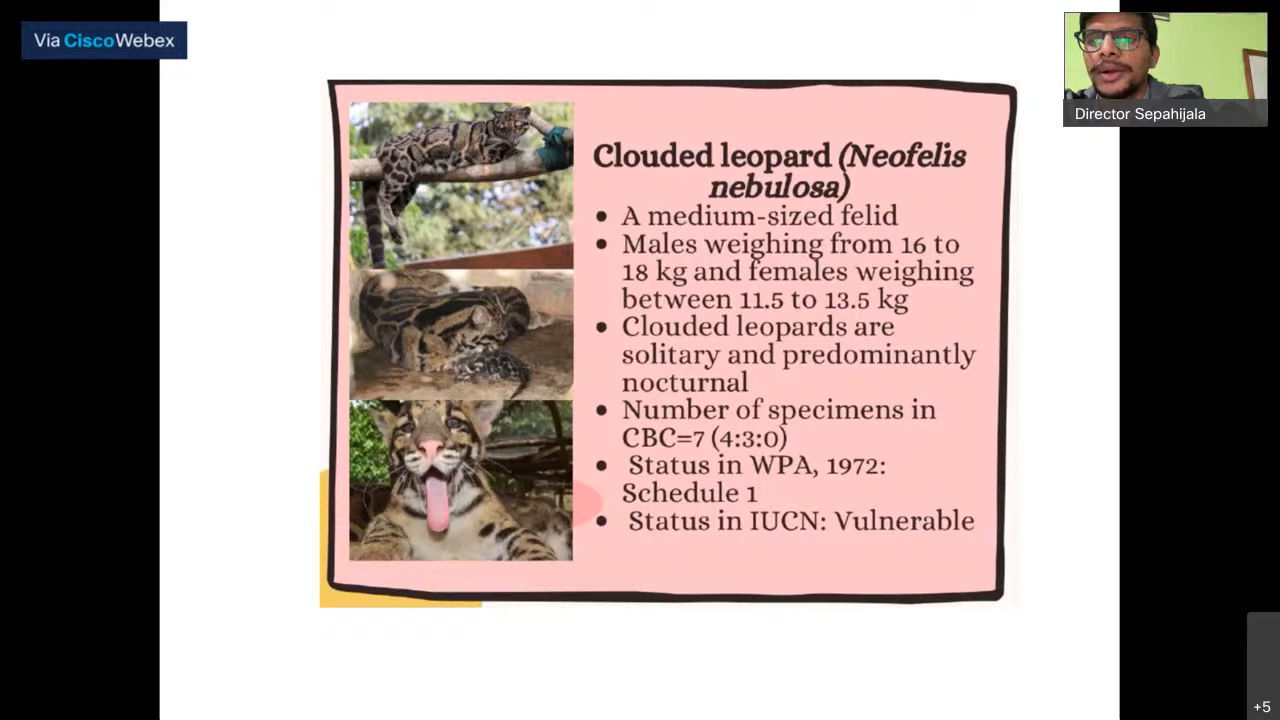 Via CiscoWebex
Director Sepahijala
Clouded leopard (Neofelis
nebulosa)
• A medium-sized felid
• Males weighing from 16 to
18 kg and females weighing
between 11.5 to 13.5 kg
• Clouded leopards are
solitary and predominantly
nocturnal
• Number of specimens in
CBC=7 (4:3:0)
• Status in WPA, 1972:
Schedule 1
• Status in IUCN: Vulnerable
+5